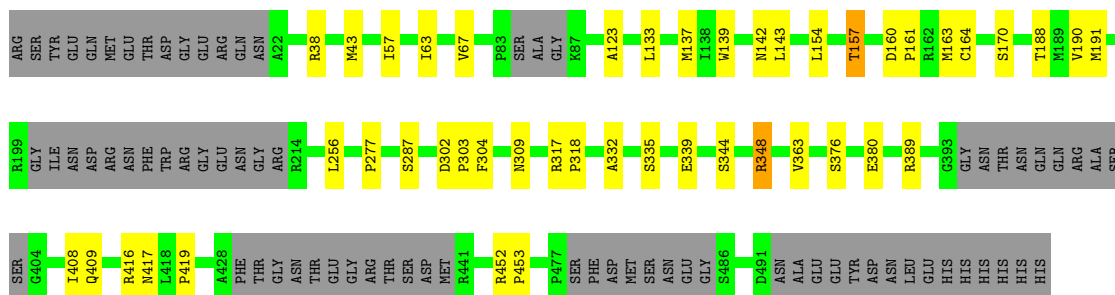 ARG SER TYR GLU GLN MET GLU THR ASP GLY GLU ARG GLN ASN A22 R38 M43 I57 I63 V67 P83 SER ALA GLY K87 A123 L133 M137 I138 W139 N142 L143 L154 T157 D160 P161 R162 M163 C164 S170 T188 M189 V190 M191
R199 GLY ILE ASN ASP ARG ASN PHE TRP ARG GLY GLU ASN GLY ARG R214 L256 P277 S287 D302 P303 F304 N309 R317 P318 A332 S335 E339 S344 R348 V363 S376 E380 R389 G393 GLY ASN THR ASN GLN GLN ARG ALA SER
SER G404 I408 Q409 R416 N417 L418 P419 A428 PHE THR GLY ASN THR GLU GLY ARG THR SER ASP MET R441 R452 P453 P477 SER PHE ASP MET SER ASN GLU GLY S486 D491 ASN ALA GLU GLU TYR ASP ASN LEU GLU HIS HIS HIS HIS HIS HIS HIS